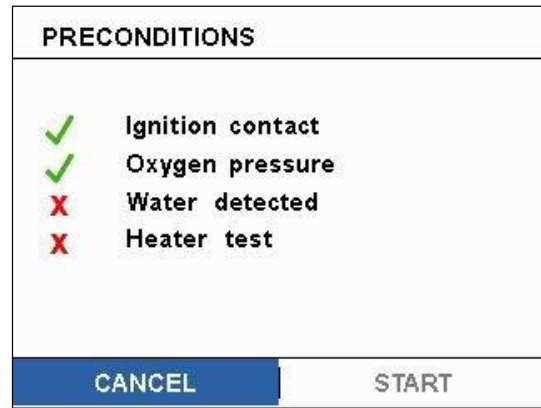 PRECONDITIONS
Ignition contact
Oxygen pressure
Water detected
Heater test
CANCEL START